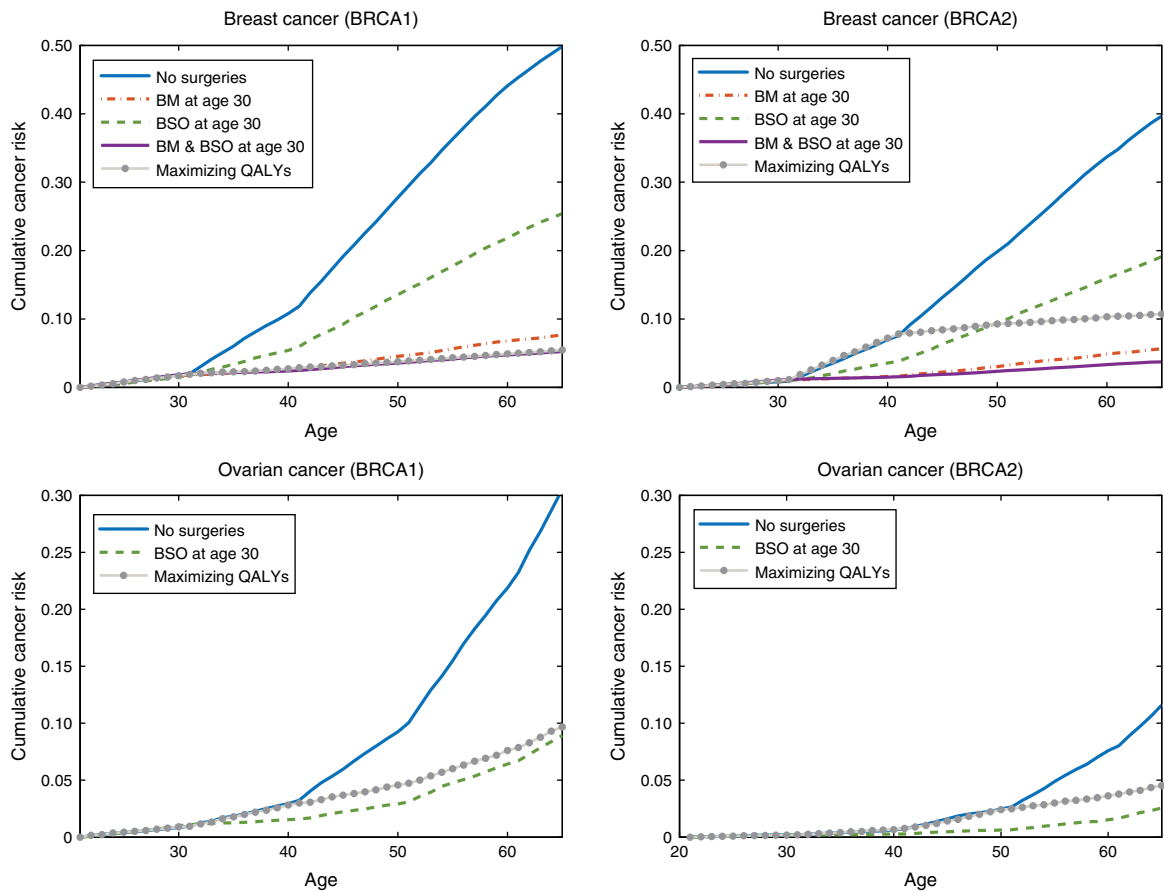 Breast cancer (BRCA1)
0.50
0.40
0.30
0.20
0.10
0
Cumulative cancer risk
No surgeries
BM at age 30
BSO at age 30
BM & BSO at age 30
Maximizing QALYs
30
40
50
60
Age
Breast cancer (BRCA2)
0.50
0.40
0.30
0.20
0.10
0
Cumulative cancer risk
No surgeries
BM at age 30
BSO at age 30
BM & BSO at age 30
Maximizing QALYs
30
40
50
60
Age
Ovarian cancer (BRCA1)
0.30
0.25
0.20
0.15
0.10
0.05
0
Cumulative cancer risk
No surgeries
BSO at age 30
Maximizing QALYs
30
40
50
60
Age
Ovarian cancer (BRCA2)
0.30
0.25
0.20
0.15
0.10
0.05
0
Cumulative cancer risk
No surgeries
BSO at age 30
Maximizing QALYs
20
30
40
50
60
Age